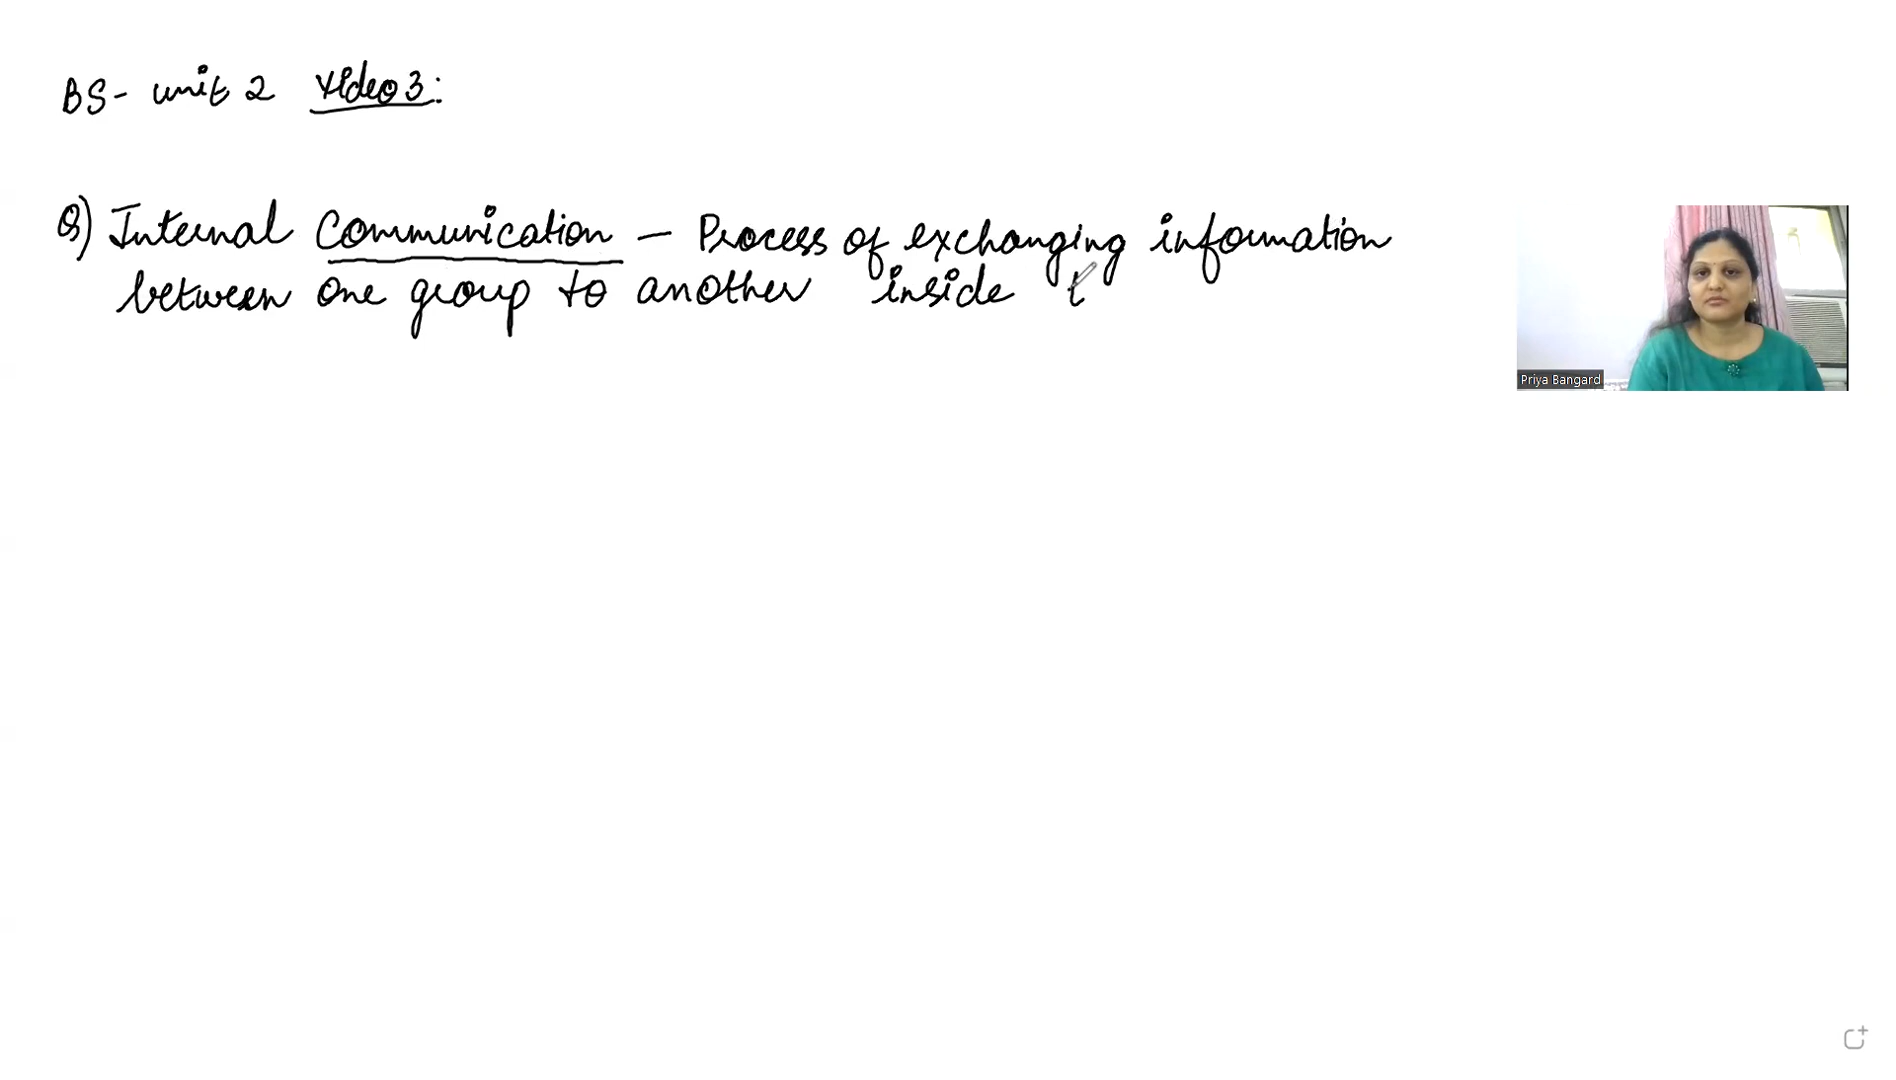 BS- unit 2 Video 3:
Q) Internal Communication — Process of exchanging information
between one group to another inside t
Priya Bangard